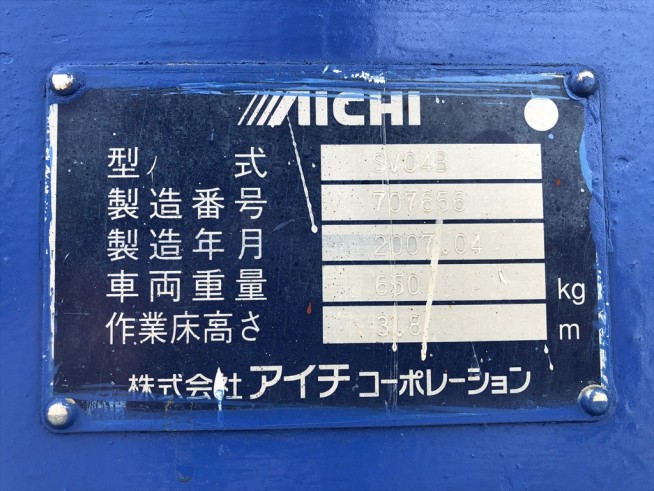 AICHI
型式 SV04B
製造番号 707656
製造年月 2007.04
車両重量 650 kg
作業床高さ 3.8 m
株式会社 アイチ コーポレーション